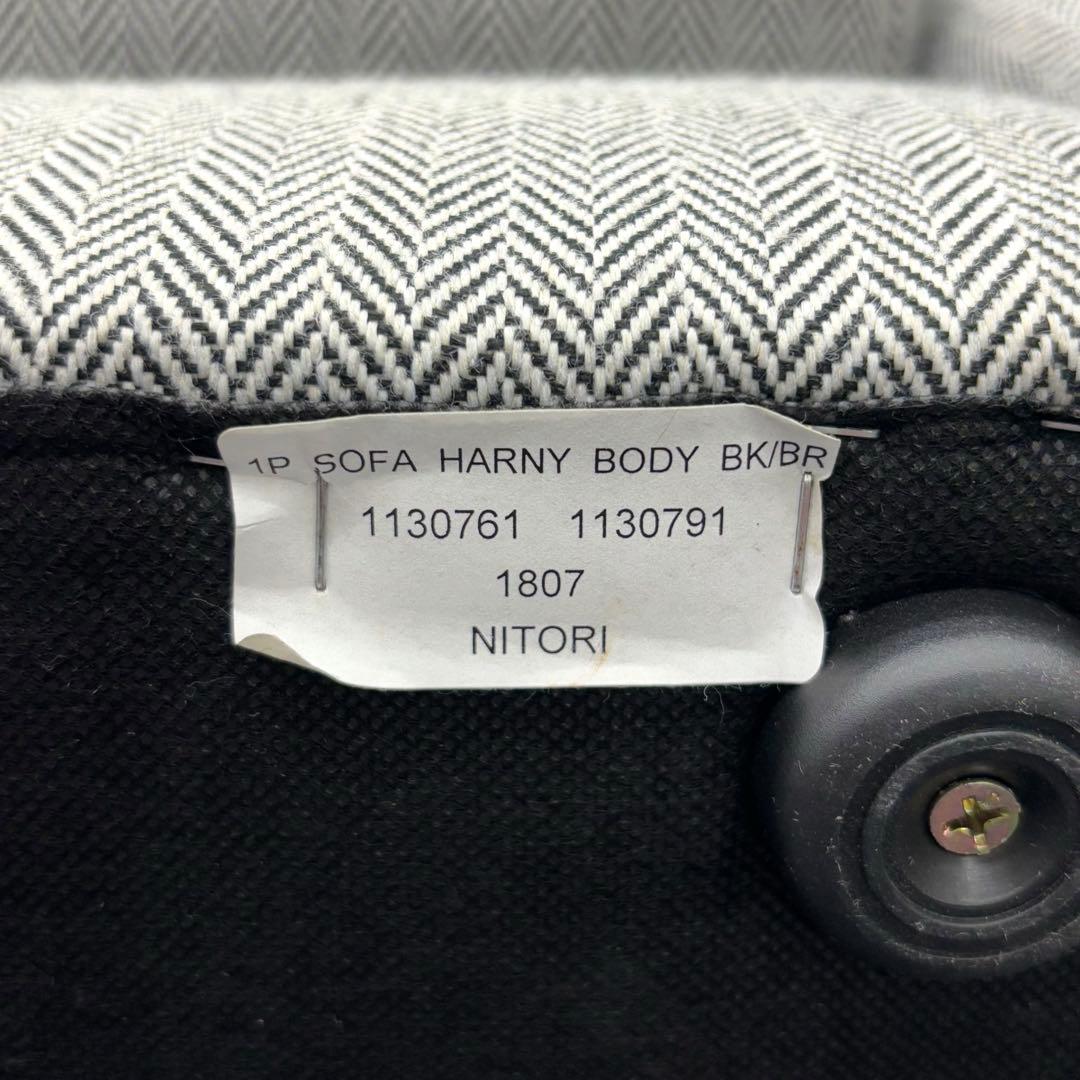 1P SOFA HARNY BODY BK/BR
1130761 1130791
1807
NITORI